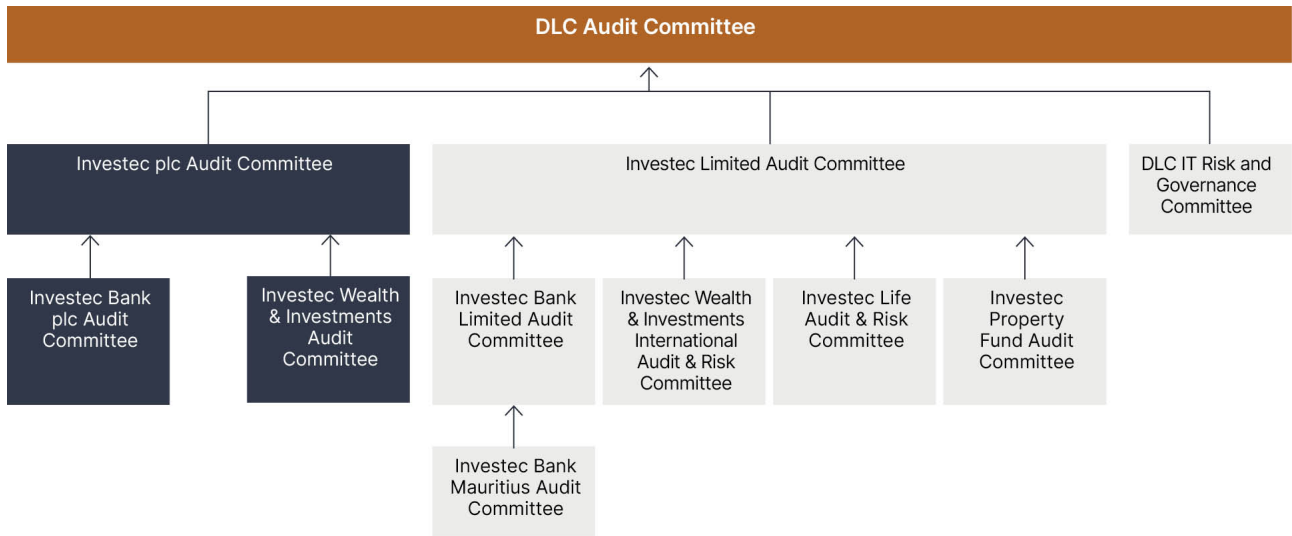 DLC Audit Committee
Investec plc Audit Committee
Investec Limited Audit Committee
DLC IT Risk and
Governance
Committee
Investec Bank
plc Audit
Committee
Investec Wealth
& Investments
Audit
Committee
Investec Bank
Limited Audit
Committee
Investec Wealth
& Investments
International
Audit & Risk
Committee
Investec Life
Audit & Risk
Committee
Investec
Property
Fund Audit
Committee
Investec Bank
Mauritius Audit
Committee